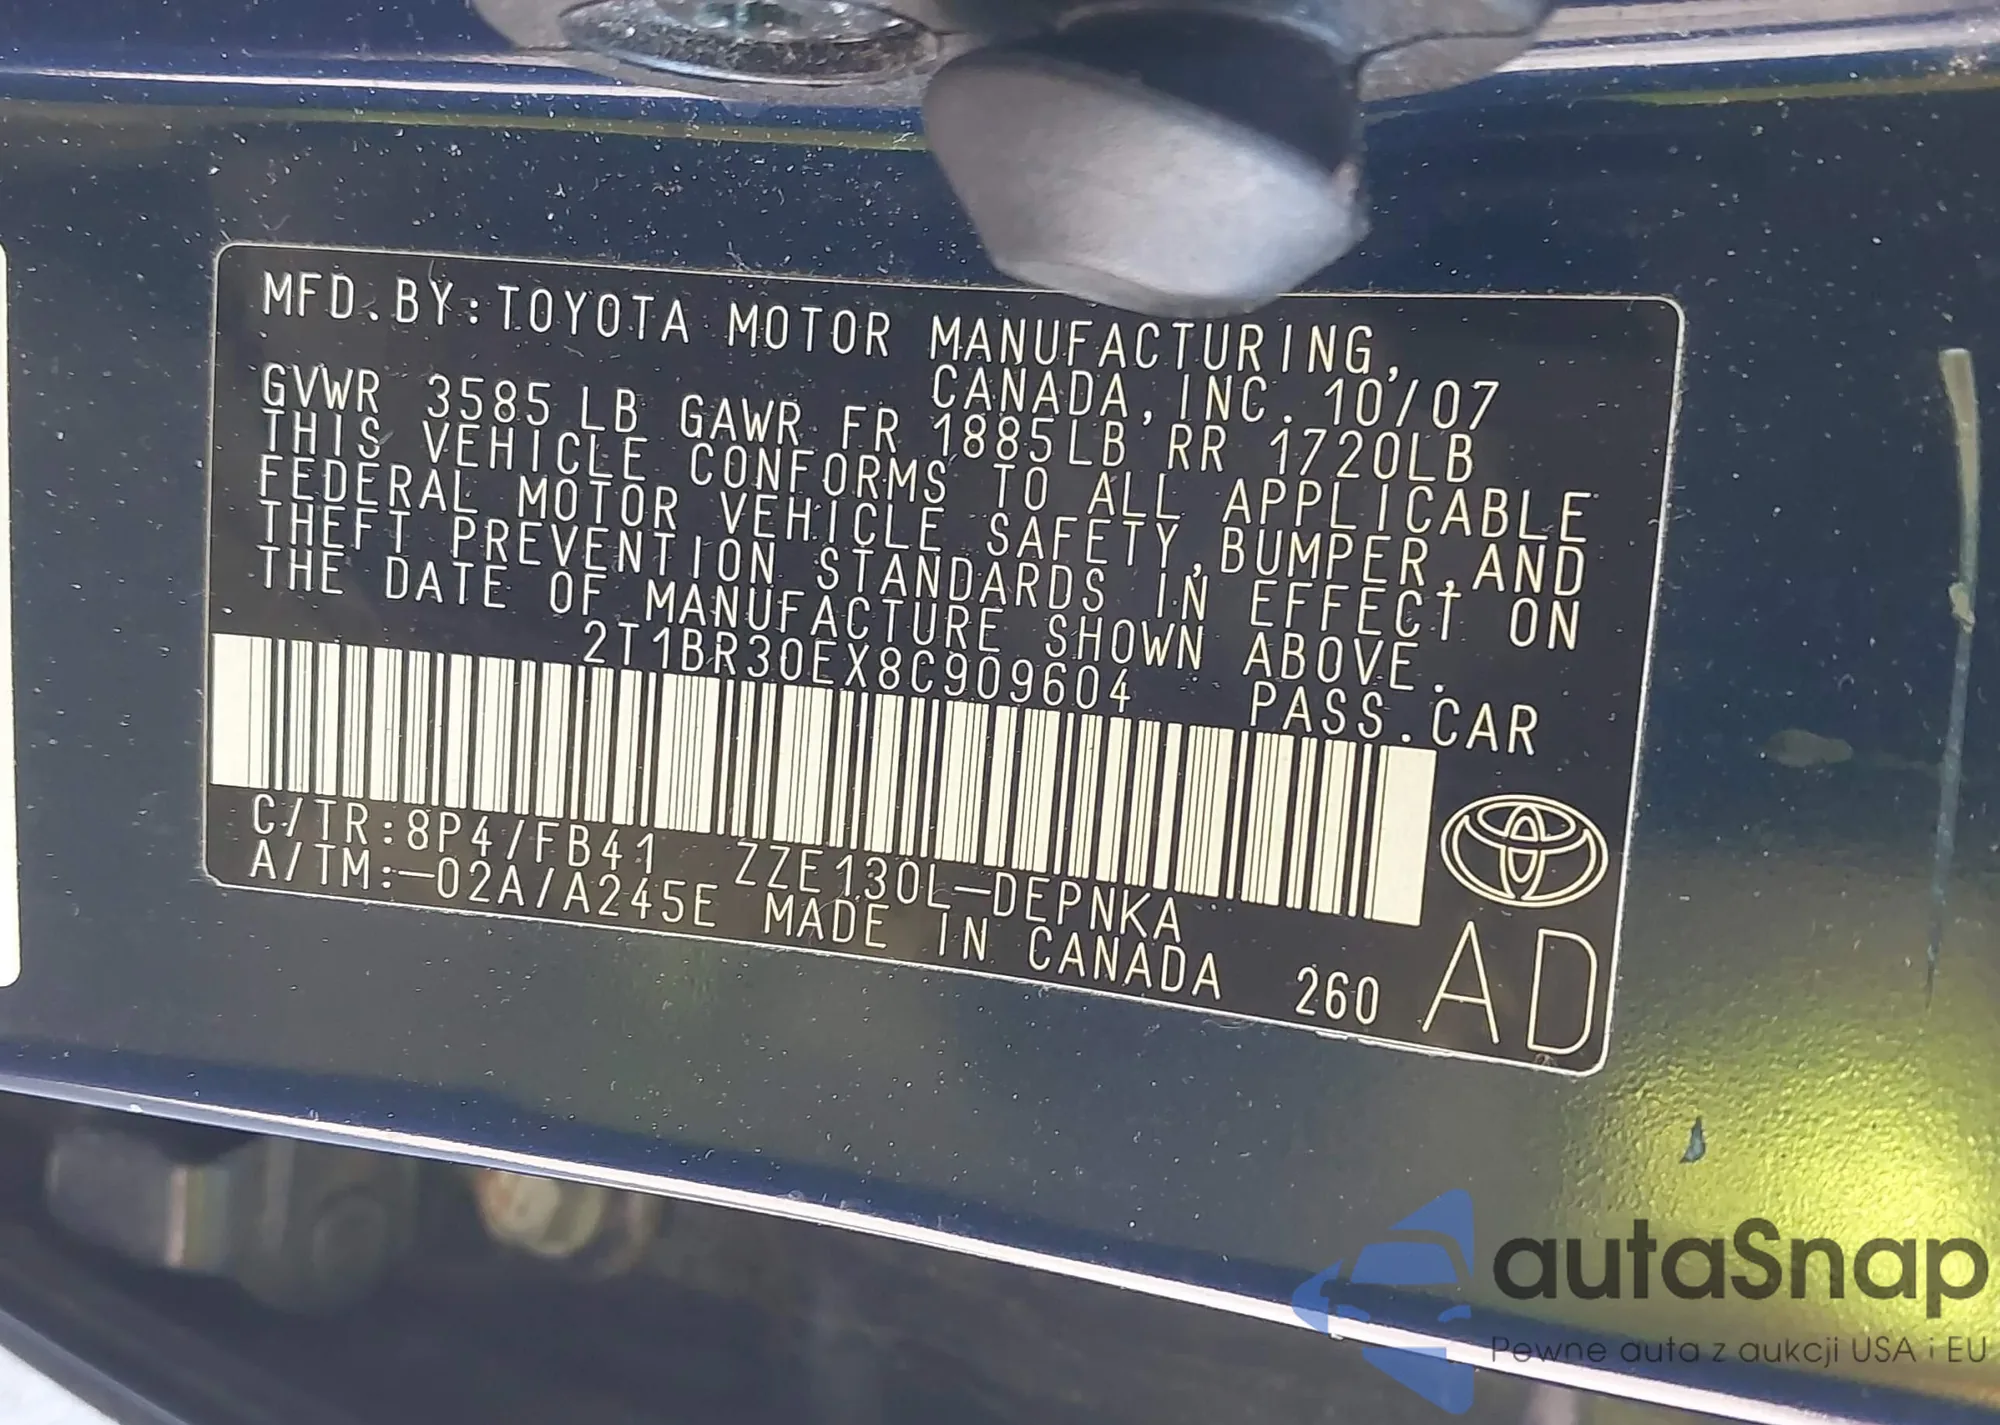 MFD.BY:TOYOTA MOTOR MANUFACTURING,
CANADA,INC. 10/07
GVWR 3585LB GAWR FR 1885LB RR 1720LB
THIS VEHICLE CONFORMS TO ALL APPLICABLE
FEDERAL MOTOR VEHICLE SAFETY,BUMPER,AND
THEFT PREVENTION STANDARDS IN EFFECT ON
THE DATE OF MANUFACTURE SHOWN ABOVE.
2T1BR30EX8C909604 PASS.CAR
C/TR:8P4/FB41 ZZE130L-DEPNKA
A/TM:-02A/A245E MADE IN CANADA 260
AD
autaSnap
Pewne auta z aukcji USA i EU